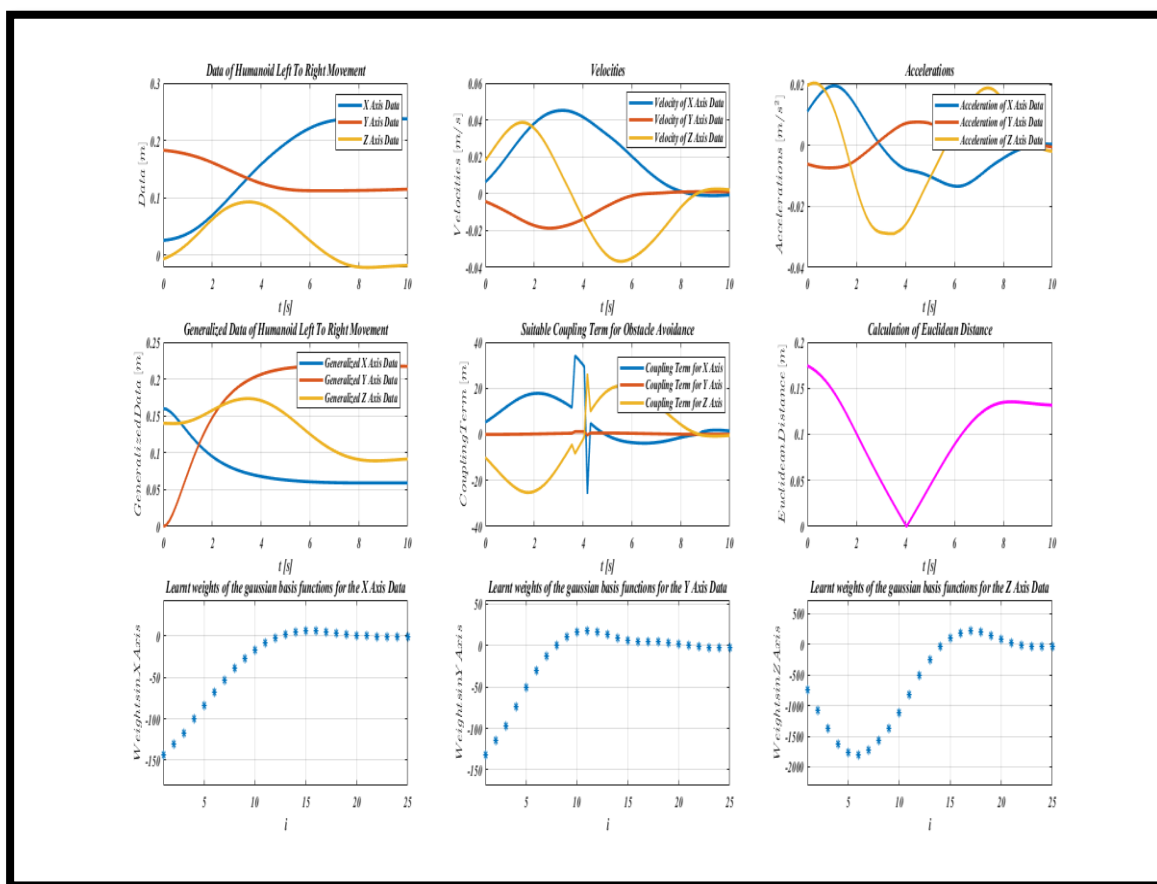 Data of Humanoid Left To Right Movement
0.3
0.2
0.1
0
Data [m]
X Axis Data
Y Axis Data
Z Axis Data
0 2 4 6 8 10
t [s]
Velocities
0.06
0.04
0.02
0
-0.02
-0.04
Velocities [m/s]
Velocity of X Axis Data
Velocity of Y Axis Data
Velocity of Z Axis Data
0 2 4 6 8 10
t [s]
Accelerations
0.02
0
-0.02
-0.04
Accelerations [m/s²]
Acceleration of X Axis Data
Acceleration of Y Axis Data
Acceleration of Z Axis Data
0 2 4 6 8 10
t [s]
Generalized Data of Humanoid Left To Right Movement
0.25
0.2
0.15
0.1
0.05
0
GeneralizedData [m]
Generalized X Axis Data
Generalized Y Axis Data
Generalized Z Axis Data
0 2 4 6 8 10
t [s]
Suitable Coupling Term for Obstacle Avoidance
40
20
0
-20
-40
CouplingTerm [m]
Coupling Term for X Axis
Coupling Term for Y Axis
Coupling Term for Z Axis
0 2 4 6 8 10
t [s]
Calculation of Euclidean Distance
0.2
0.15
0.1
0.05
0
EuclideanDistance [m]
0 2 4 6 8 10
t [s]
Learnt weights of the gaussian basis functions for the X Axis Data
0
-50
-100
-150
WeightsinXAxis
5 10 15 20 25
i
Learnt weights of the gaussian basis functions for the Y Axis Data
50
0
-50
-100
-150
WeightsinYAxis
5 10 15 20 25
i
Learnt weights of the gaussian basis functions for the Z Axis Data
500
0
-500
-1000
-1500
-2000
WeightsinZAxis
5 10 15 20 25
i